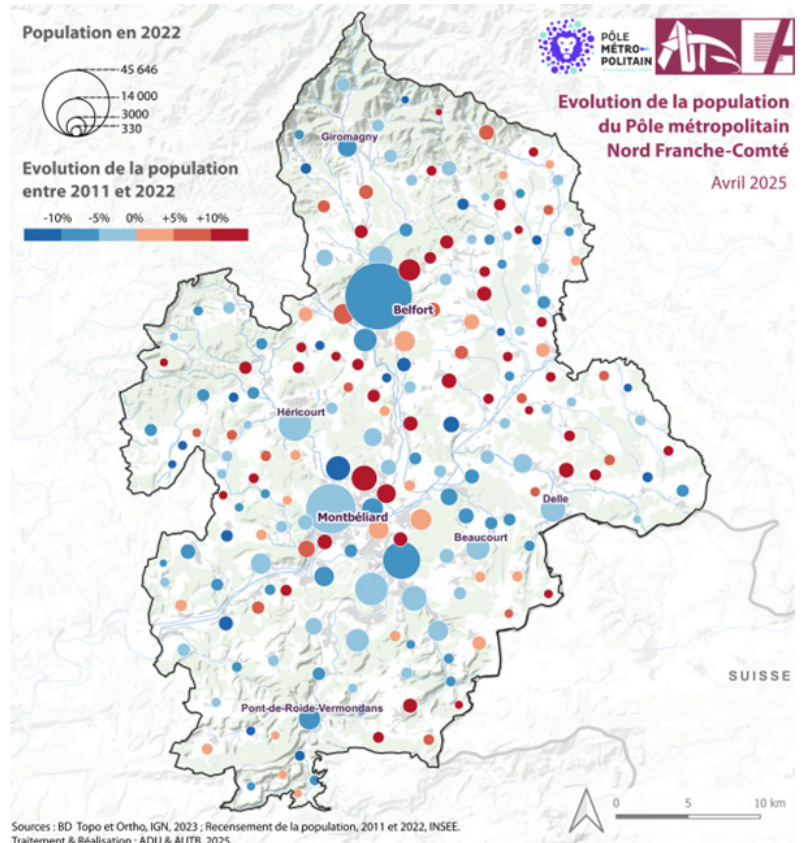 Population en 2022
45 646
14 000
3000
330
Evolution de la population
entre 2011 et 2022
-10% -5% 0% +5% +10%
PÔLE
MÉTRO-
POLITAIN
Evolution de la population
du Pôle métropolitain
Nord Franche-Comté
Avril 2025
Giromagny
Belfort
Héricourt
Montbéliard
Delle
Beaucourt
SUISSE
Pont-de-Roide-Vermondans
0 5 10 km
Sources : BD Topo et Ortho, IGN, 2023 ; Recensement de la population, 2011 et 2022, INSEE.
Traitement & Réalisation : ADU & AUTB, 2025